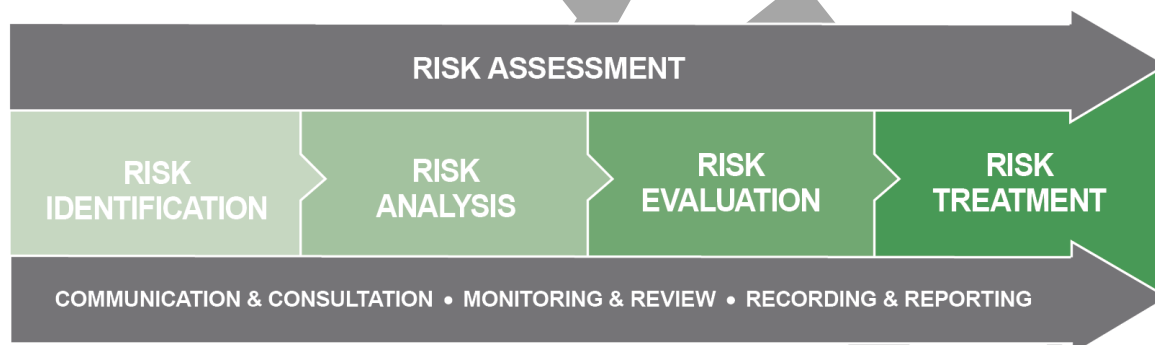 RISK ASSESSMENT
RISK
IDENTIFICATION
RISK
ANALYSIS
RISK
EVALUATION
RISK
TREATMENT
COMMUNICATION & CONSULTATION • MONITORING & REVIEW • RECORDING & REPORTING